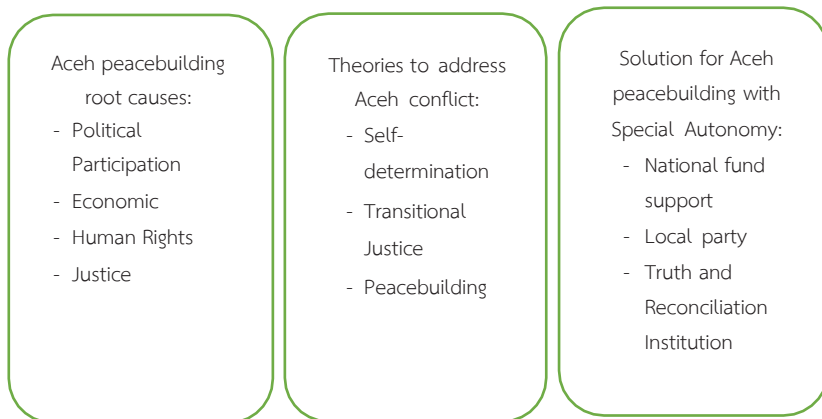 Aceh peacebuilding
root causes:
- Political
Participation
- Economic
- Human Rights
- Justice
Theories to address
Aceh conflict:
- Self-
determination
- Transitional
Justice
- Peacebuilding
Solution for Aceh
peacebuilding with
Special Autonomy:
- National fund
support
- Local party
- Truth and
Reconciliation
Institution